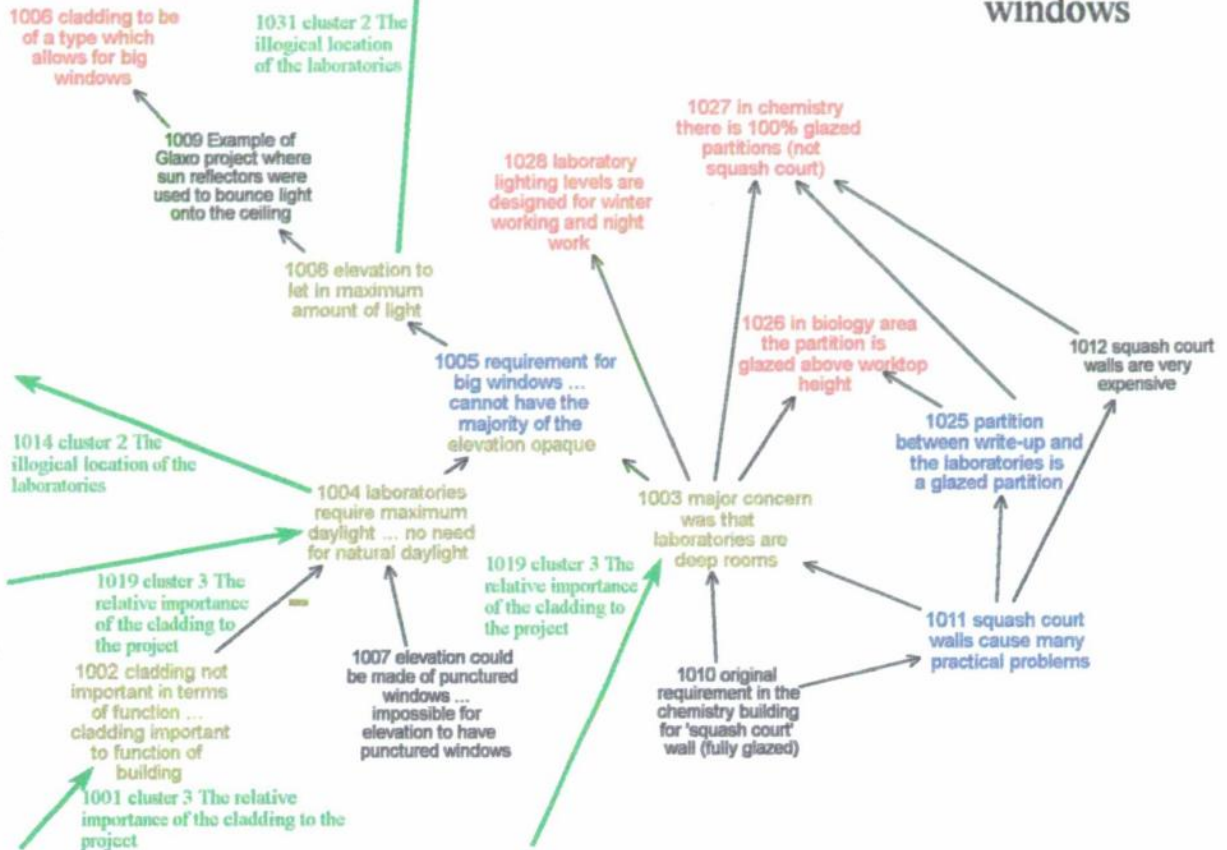 windows
1006 cladding to be
of a type which
allows for big
windows
1031 cluster 2 The
illogical location
of the laboratories
1009 Example of
Glaxo project where
sun reflectors were
used to bounce light
onto the ceiling
1027 in chemistry
there is 100% glazed
partitions (not
squash court)
1028 laboratory
lighting levels are
designed for winter
working and night
work
1008 elevation to
let in maximum
amount of light
1026 in biology area
the partition is
glazed above worktop
height
1012 squash court
walls are very
expensive
1005 requirement for
big windows ...
cannot have the
majority of the
elevation opaque
1025 partition
between write-up and
the laboratories is
a glazed partition
1014 cluster 2 The
illogical location of the
laboratories
1004 laboratories
require maximum
daylight ... no need
for natural daylight
1003 major concern
was that
laboratories are
deep rooms
1019 cluster 3 The
relative importance
of the cladding to
the project
1019 cluster 3 The
relative importance
of the cladding to
the project
1011 squash court
walls cause many
practical problems
1002 cladding not
important in terms
of function ...
cladding important
to function of
building
1007 elevation could
be made of punctured
windows ...
impossible for
elevation to have
punctured windows
1010 original
requirement in the
chemistry building
for 'squash court'
wall (fully glazed)
1001 cluster 3 The relative
importance of the cladding to the
project